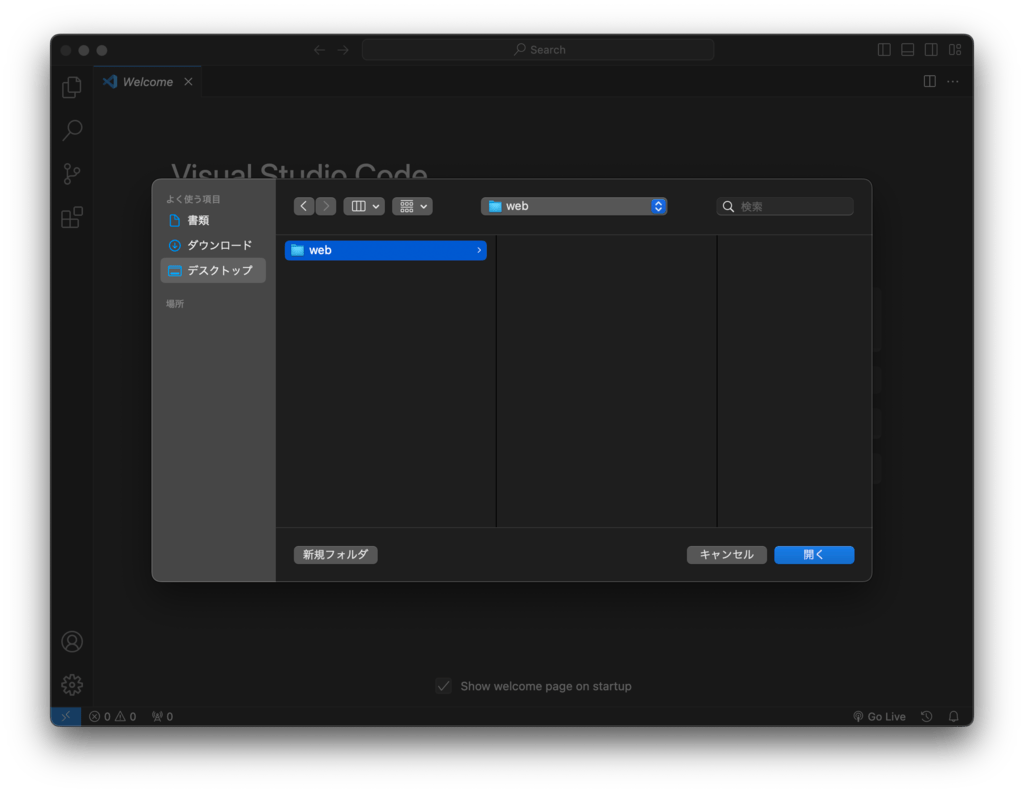 Search
Welcome
Visual Studio Code
よく使う項目
書類
ダウンロード
デスクトップ
場所
web
検索
web
新規フォルダ
キャンセル
開く
Show welcome page on startup
0 0 0
Go Live